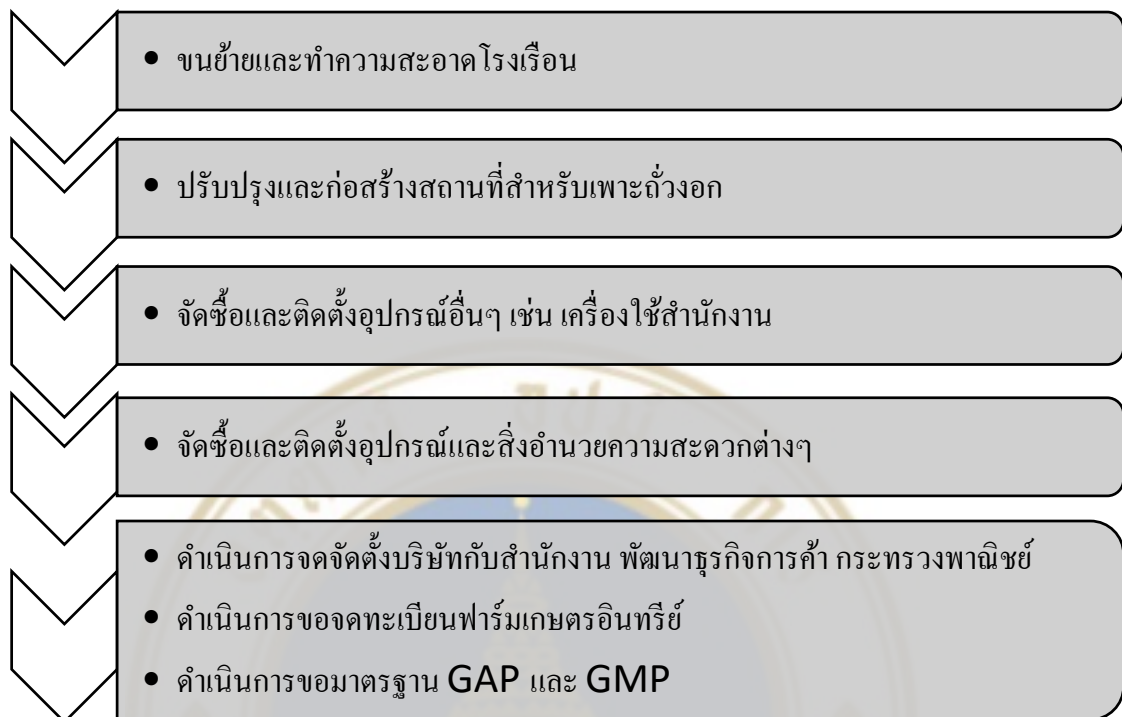 • ขนย้ายและทำความสะอาดโรงเรือน
• ปรับปรุงและก่อสร้างสถานที่สำหรับเพาะถั่วงอก
• จัดซื้อและติดตั้งอุปกรณ์อื่นๆ เช่น เครื่องใช้สำนักงาน
• จัดซื้อและติดตั้งอุปกรณ์และสิ่งอำนวยความสะดวกต่างๆ
• ดำเนินการจดจัดตั้งบริษัทกับสำนักงาน พัฒนาธุรกิจการค้า กระทรวงพาณิชย์
• ดำเนินการขอจดทะเบียนฟาร์มเกษตรอินทรีย์
• ดำเนินการขอมาตรฐาน GAP และ GMP